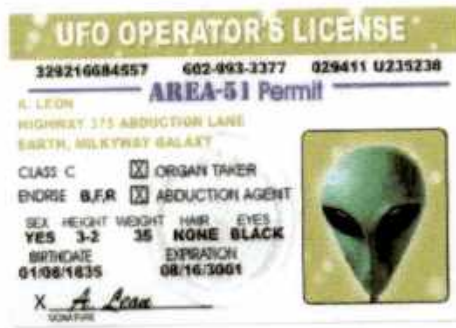 UFO OPERATOR'S LICENSE
329216684557 602-993-3377 029411 U235238
AREA-51 Permit
A. LEON
HIGHWAY 375 ABDUCTION LANE
EARTH, MILKYWAY GALAXY
CLASS C [X] ORGAN TAKER
ENDRSE B,F,R [X] ABDUCTION AGENT
SEX HEIGHT WEIGHT HAIR EYES
YES 3-2 35 NONE BLACK
BIRTHDATE EXPIRATION
01/08/1635 08/16/3001
X A. Leon
SIGNATURE